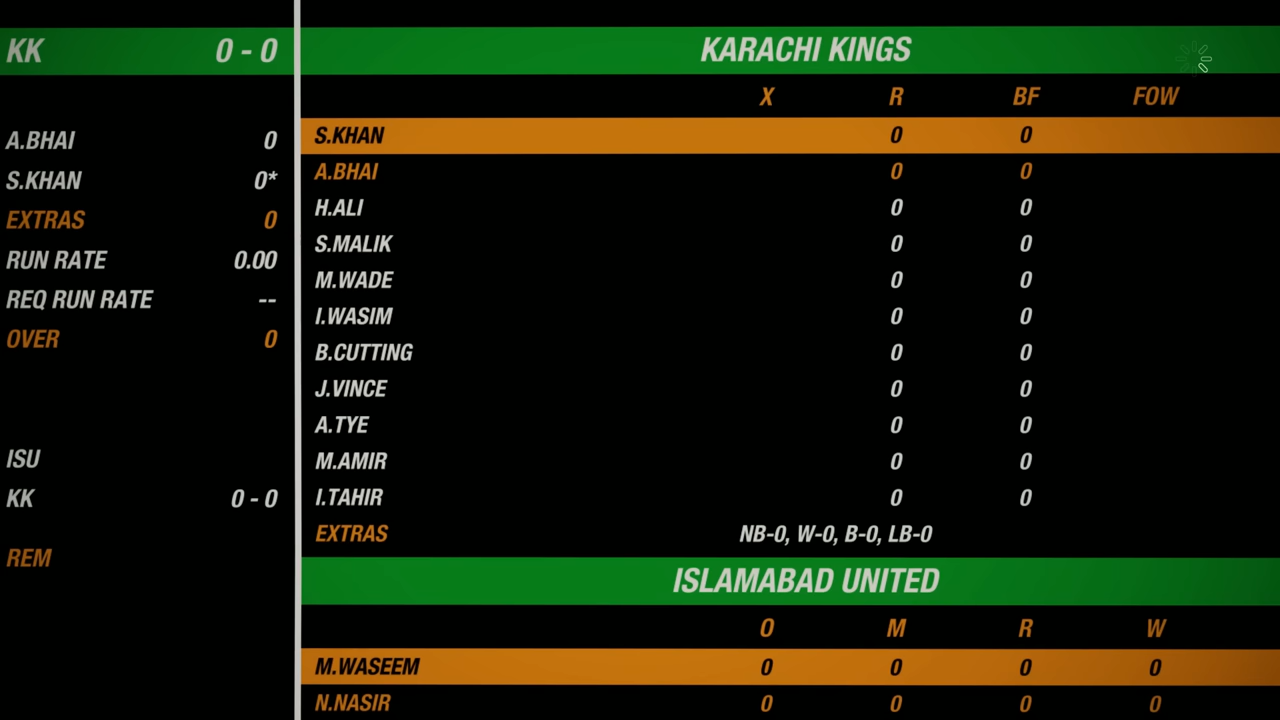 KK 0 - 0
A.BHAI 0
S.KHAN 0*
EXTRAS 0
RUN RATE 0.00
REQ RUN RATE --
OVER 0
ISU
KK 0 - 0
REM
KARACHI KINGS
X R BF FOW
S.KHAN 0 0
A.BHAI 0 0
H.ALI 0 0
S.MALIK 0 0
M.WADE 0 0
I.WASIM 0 0
B.CUTTING 0 0
J.VINCE 0 0
A.TYE 0 0
M.AMIR 0 0
I.TAHIR 0 0
EXTRAS NB-0, W-0, B-0, LB-0
ISLAMABAD UNITED
O M R W
M.WASEEM 0 0 0 0
N.NASIR 0 0 0 0